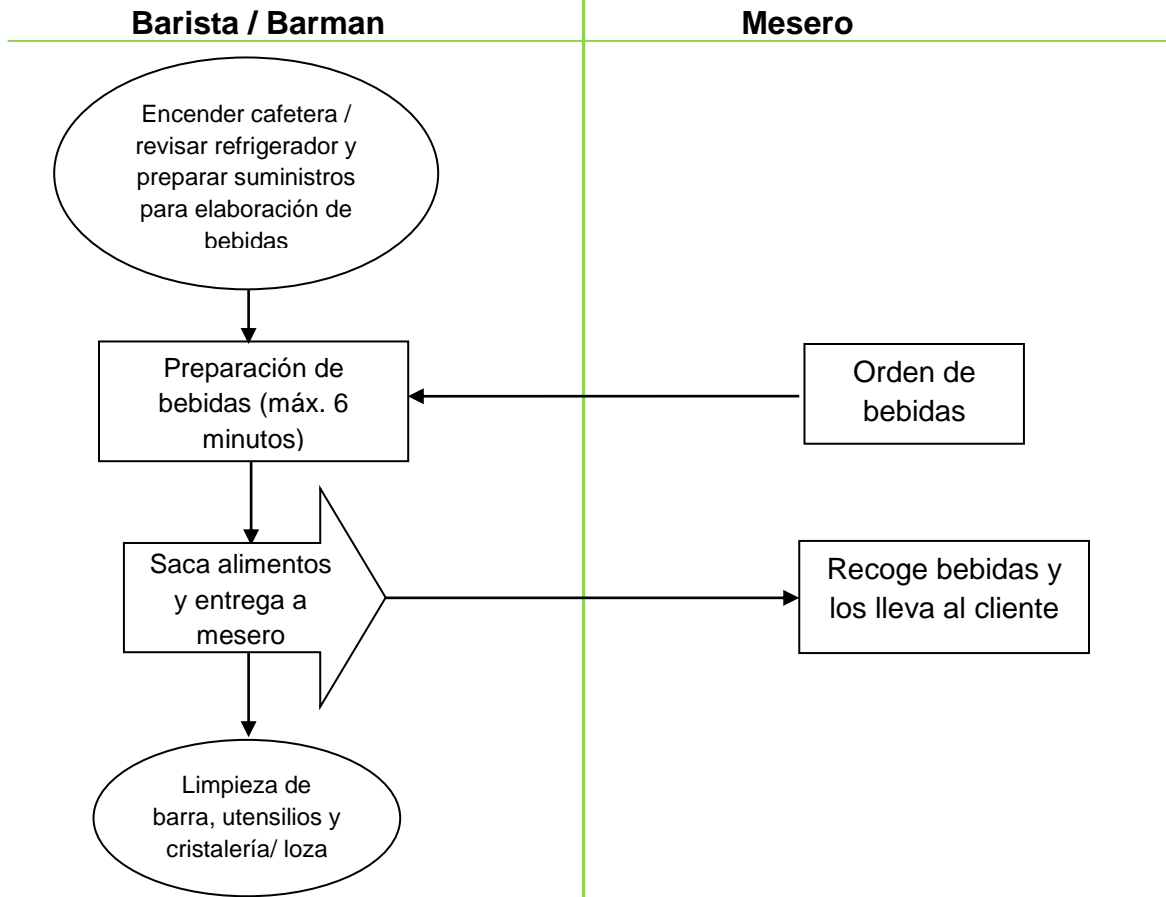 Barista / Barman
Mesero
Encender cafetera /
revisar refrigerador y
preparar suministros
para elaboración de
bebidas
Preparación de
bebidas (máx. 6
minutos)
Orden de
bebidas
Saca alimentos
y entrega a
mesero
Recoge bebidas y
los lleva al cliente
Limpieza de
barra, utensilios y
cristalería/ loza